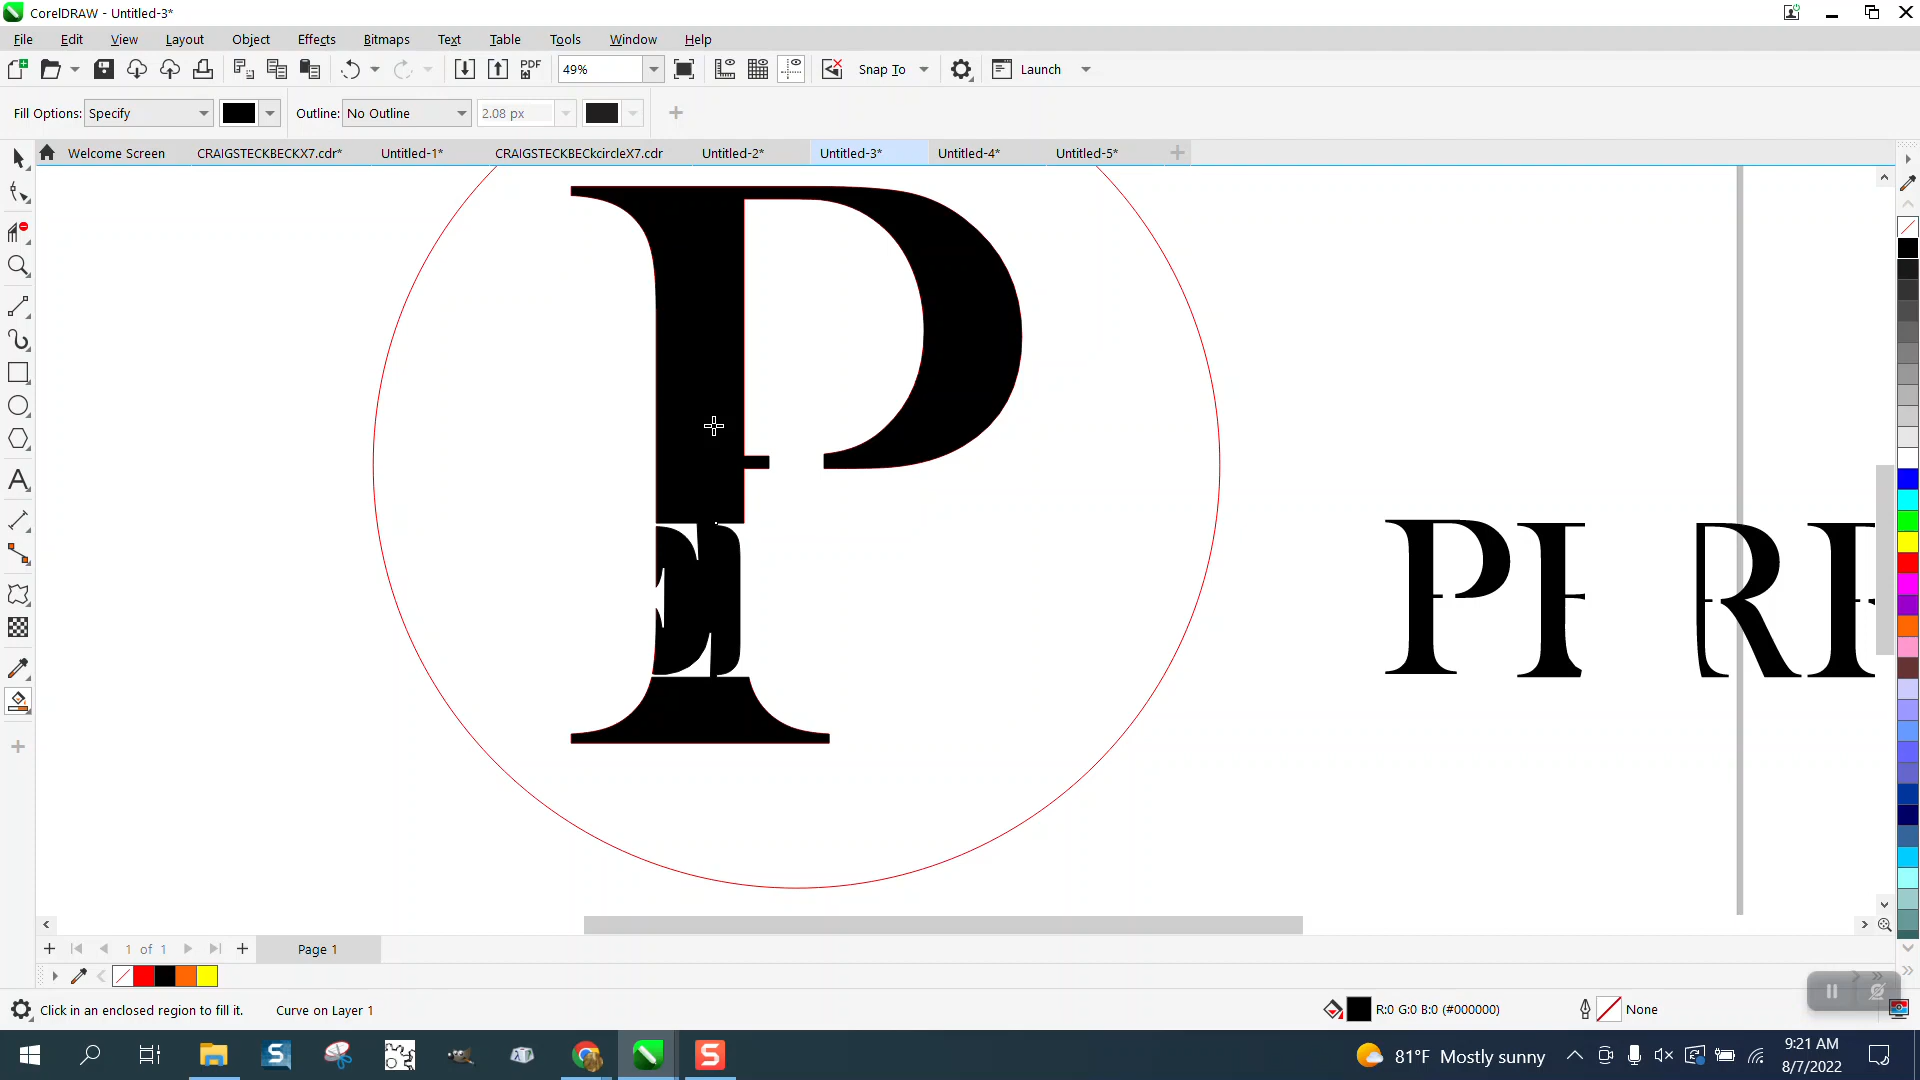 CorelDRAW - Untitled-3*
File Edit View Layout Object Effects Bitmaps Text Table Tools Window Help
PDF 49% Snap To Launch
Fill Options: Specify Outline: No Outline 2.08 px
Welcome Screen CRAIGSTECKBECKX7.cdr* Untitled-1* CRAIGSTECKBECkcircleX7.cdr Untitled-2* Untitled-3* Untitled-4* Untitled-5*
P
1 of 1 Page 1
Click in an enclosed region to fill it. Curve on Layer 1 R:0 G:0 B:0 (#000000) None
81°F Mostly sunny 9:21 AM
8/7/2022